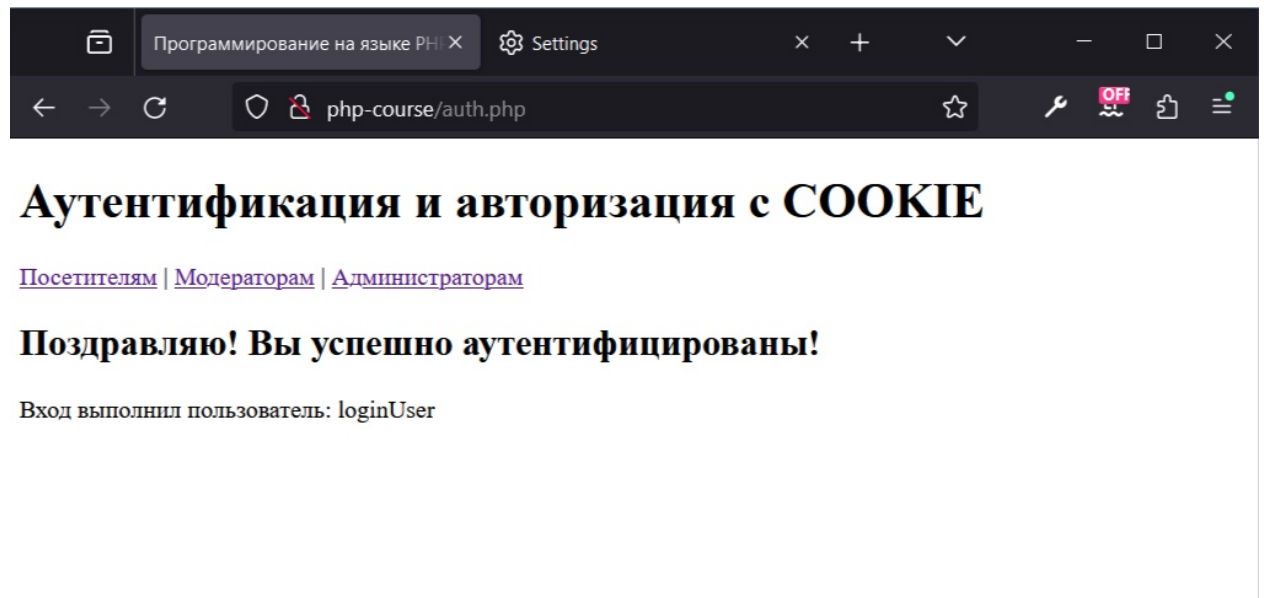 Программирование на языке PH
Settings
php-course/auth.php
OFF
Аутентификация и авторизация с COOKIE
Посетителям | Модераторам | Администраторам
Поздравляю! Вы успешно аутентифицированы!
Вход выполнил пользователь: loginUser